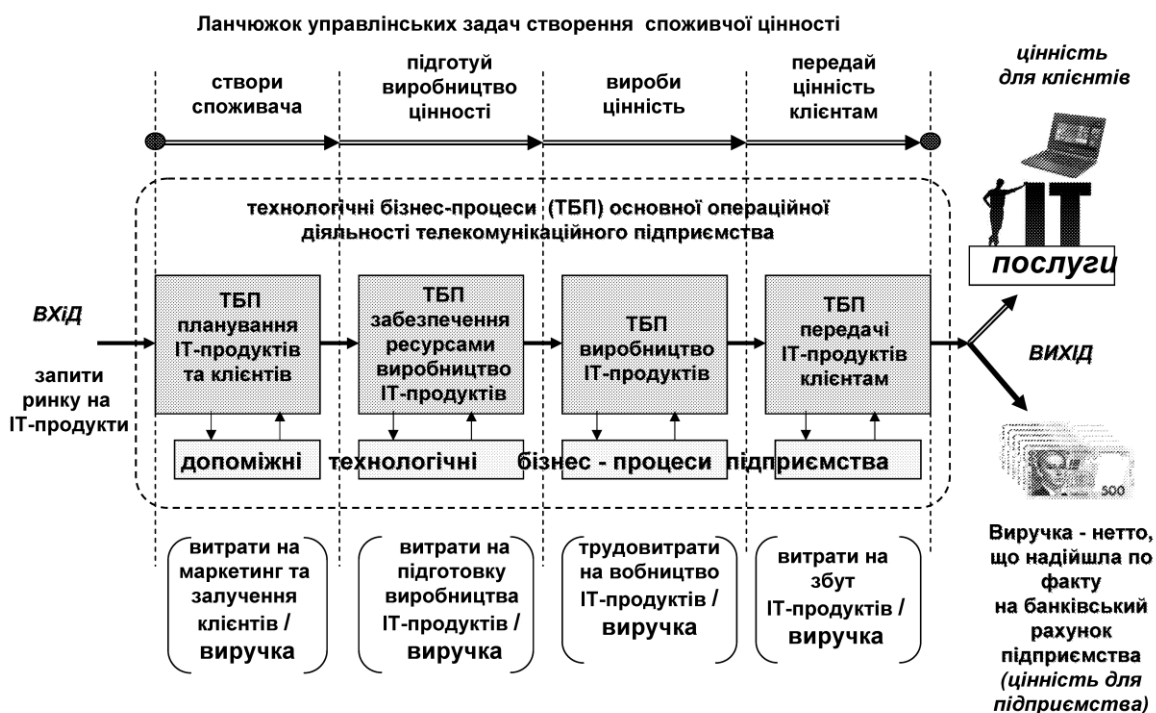 Ланчюжок управлінських задач створення споживчої цінності
створи
споживача
підготуй
виробництво
цінності
вироби
цінність
передай
цінність
клієнтам
цінність
для клієнтів
IT
послуги
технологічні бізнес-процеси (ТБП) основної операційної
діяльності телекомунікаційного підприємства
ВХіД
запити
ринку на
ІТ-продукти
ТБП
планування
ІТ-продуктів
та клієнтів
ТБП
забезпечення
ресурсами
виробництво
ІТ-продуктів
ТБП
виробництво
ІТ-продуктів
ТБП
передачі
ІТ-продуктів
клієнтам
ВИХІД
допоміжні технологічні бізнес - процеси підприємства
500
витрати на
маркетинг та
залучення
клієнтів /
виручка
витрати на
підготовку
виробництва
ІТ-продуктів /
виручка
трудовитрати
на вобництво
ІТ-продуктів /
виручка
витрати на
збут
ІТ-продуктів /
виручка
Виручка - нетто,
що надійшла по
факту
на банківський
рахунок
підприємства
(цінність для
підприємства)